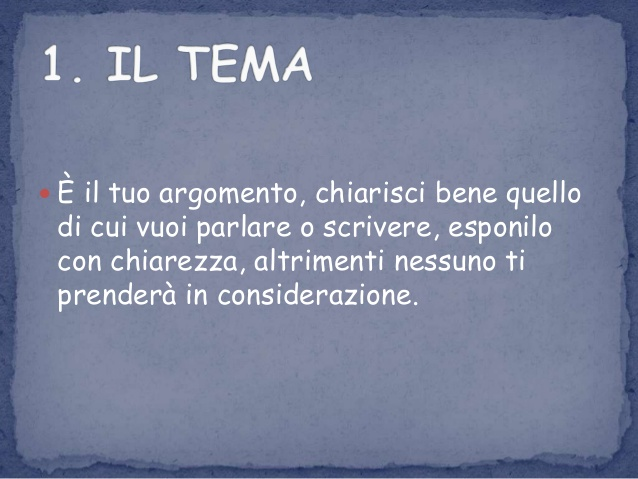 1. IL TEMA
• È il tuo argomento, chiarisci bene quello
di cui vuoi parlare o scrivere, esponilo
con chiarezza, altrimenti nessuno ti
prenderà in considerazione.